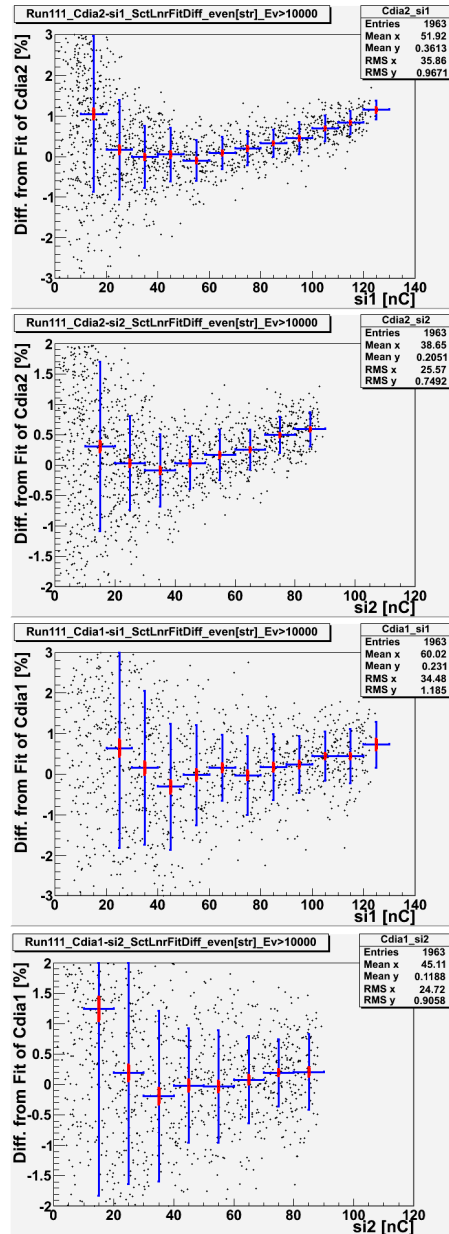 Run111_Cdia2-si1_SctLnrFitDiff_even[str]_Ev>10000
Cdia2_si1
Entries 1963
Mean x 51.92
Mean y 0.3613
RMS x 35.86
RMS y 0.9671
Diff. from Fit of Cdia2 [%]
3
2
1
0
-1
-2
-3
0 20 40 60 80 100 120 140
si1 [nC]
Run111_Cdia2-si2_SctLnrFitDiff_even[str]_Ev>10000
Cdia2_si2
Entries 1963
Mean x 38.65
Mean y 0.2051
RMS x 25.57
RMS y 0.7492
Diff. from Fit of Cdia2 [%]
2
1.5
1
0.5
0
-0.5
-1
-1.5
-2
0 20 40 60 80 100 120
si2 [nC]
Run111_Cdia1-si1_SctLnrFitDiff_even[str]_Ev>10000
Cdia1_si1
Entries 1963
Mean x 60.02
Mean y 0.231
RMS x 34.48
RMS y 1.185
Diff. from Fit of Cdia1 [%]
3
2
1
0
-1
-2
-3
0 20 40 60 80 100 120 140
si1 [nC]
Run111_Cdia1-si2_SctLnrFitDiff_even[str]_Ev>10000
Cdia1_si2
Entries 1963
Mean x 45.11
Mean y 0.1188
RMS x 24.72
RMS y 0.9058
Diff. from Fit of Cdia1 [%]
2
1.5
1
0.5
0
-0.5
-1
-1.5
-2
0 20 40 60 80 100 120
si2 [nC]